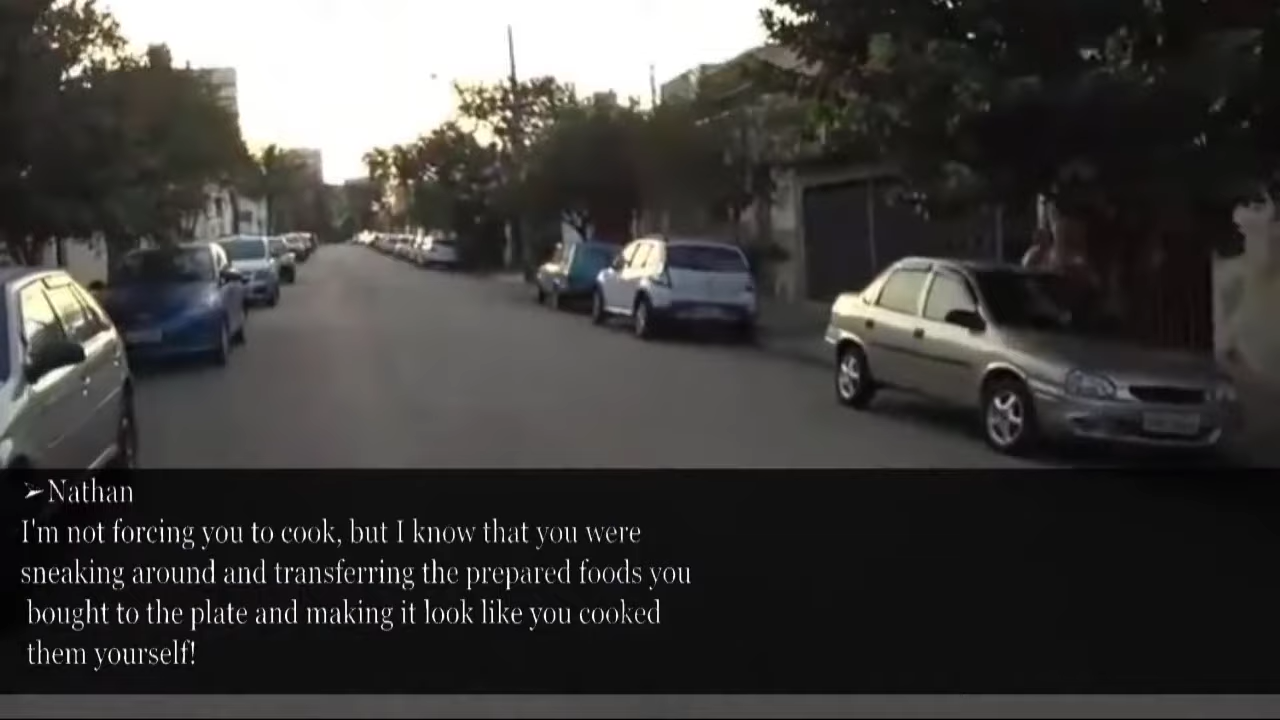 ➢Nathan
I'm not forcing you to cook, but I know that you were
sneaking around and transferring the prepared foods you
bought to the plate and making it look like you cooked
them yourself!